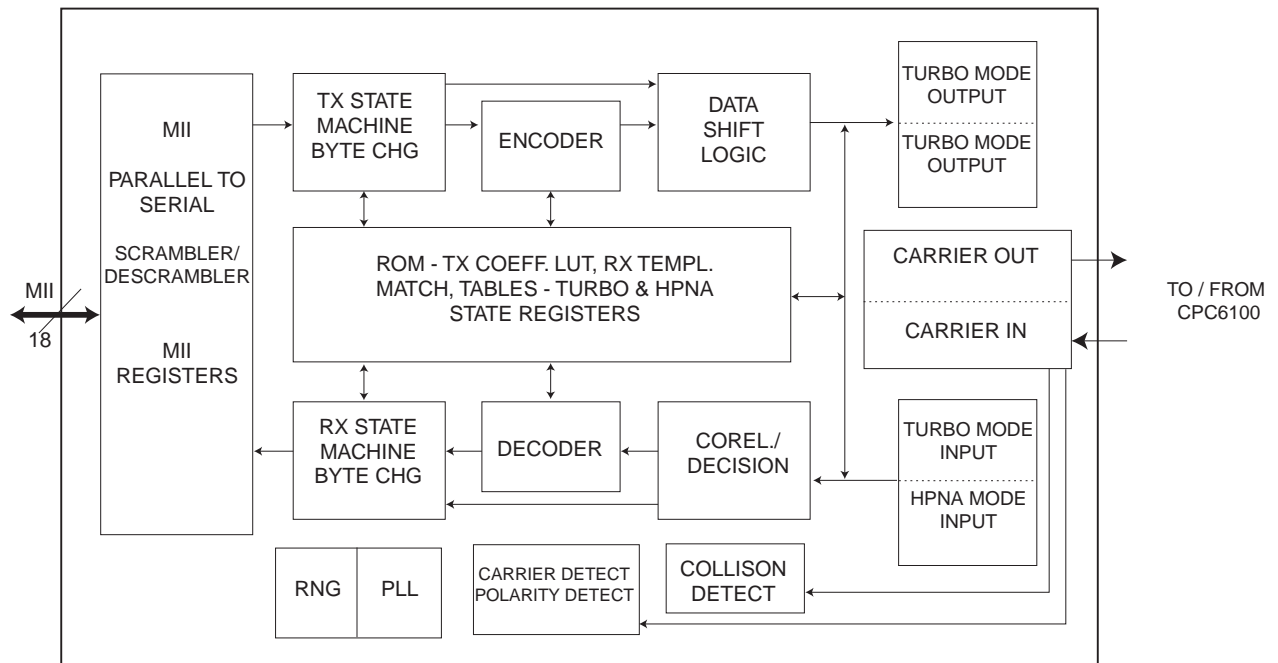 MII
18
MII
PARALLEL TO
SERIAL
SCRAMBLER/
DESCRAMBLER
MII
REGISTERS
TX STATE
MACHINE
BYTE CHG
ENCODER
DATA
SHIFT
LOGIC
TURBO MODE
OUTPUT
TURBO MODE
OUTPUT
ROM - TX COEFF. LUT, RX TEMPL.
MATCH, TABLES - TURBO & HPNA
STATE REGISTERS
CARRIER OUT
CARRIER IN
TO / FROM
CPC6100
RX STATE
MACHINE
BYTE CHG
DECODER
COREL./
DECISION
TURBO MODE
INPUT
HPNA MODE
INPUT
RNG
PLL
CARRIER DETECT
POLARITY DETECT
COLLISON
DETECT